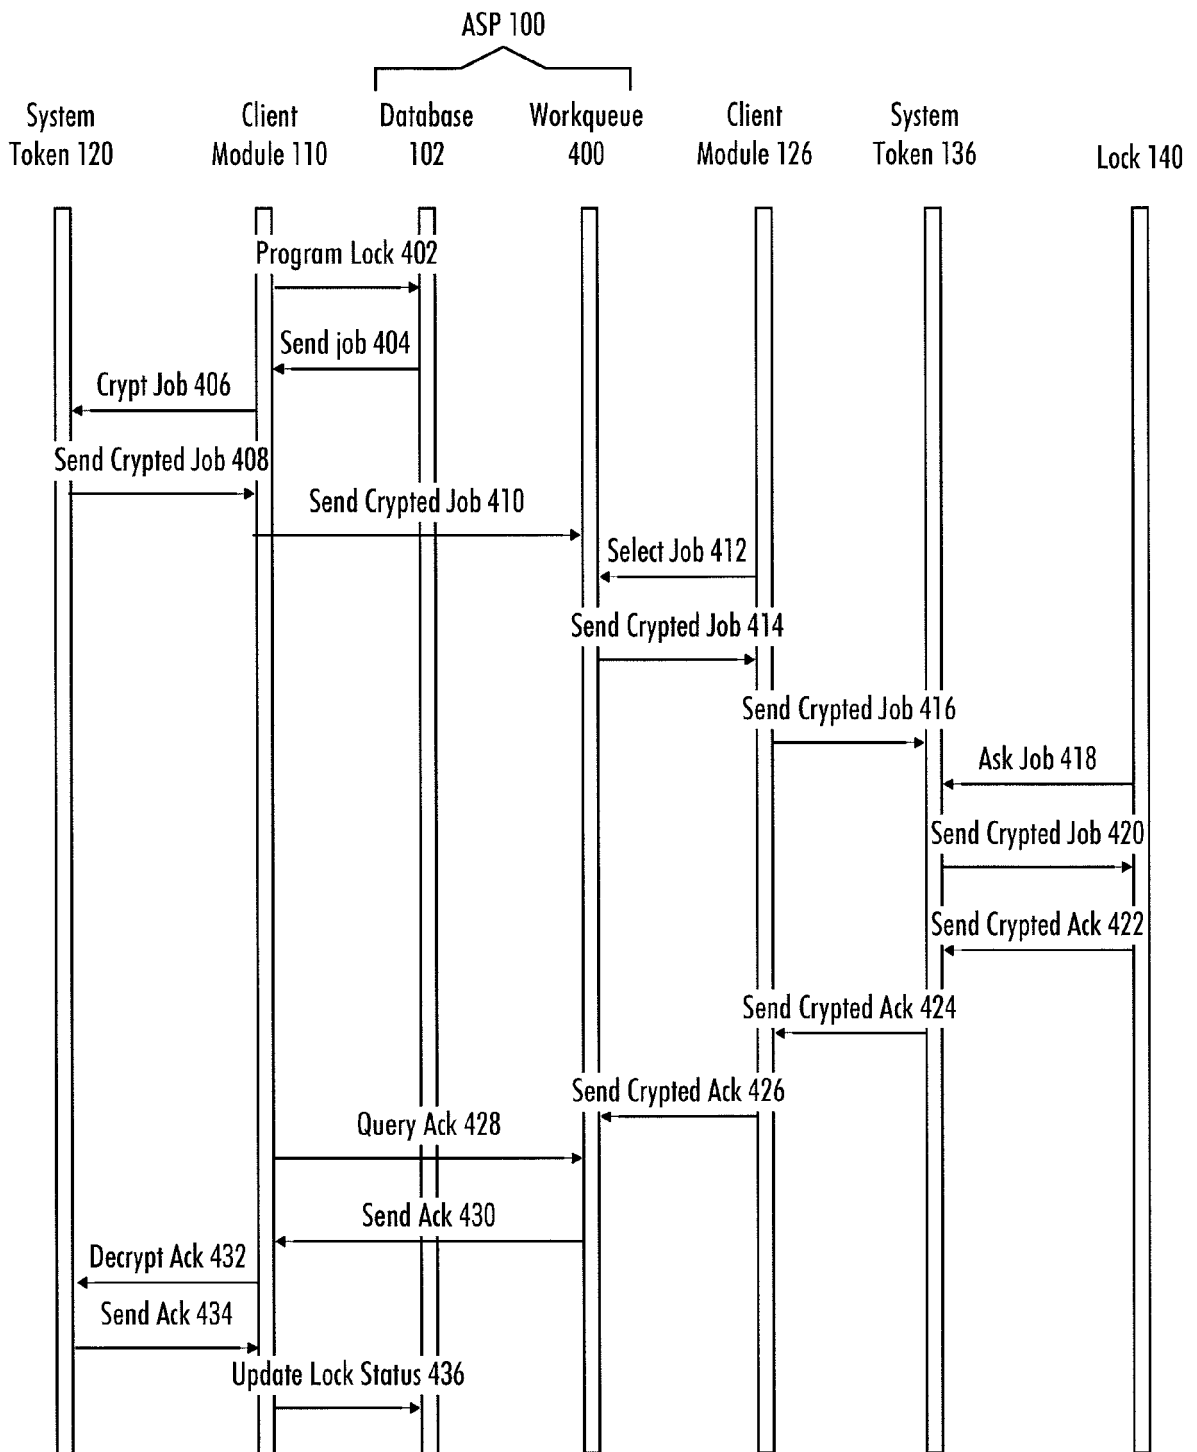 ASP 100
System
Token 120
Client
Module 110
Database
102
Workqueue
400
Client
Module 126
System
Token 136
Lock 140
Program Lock 402
Send job 404
Crypt Job 406
Send Crypted Job 408
Send Crypted Job 410
Select Job 412
Send Crypted Job 414
Send Crypted Job 416
Ask Job 418
Send Crypted Job 420
Send Crypted Ack 422
Send Crypted Ack 424
Send Crypted Ack 426
Query Ack 428
Send Ack 430
Decrypt Ack 432
Send Ack 434
Update Lock Status 436